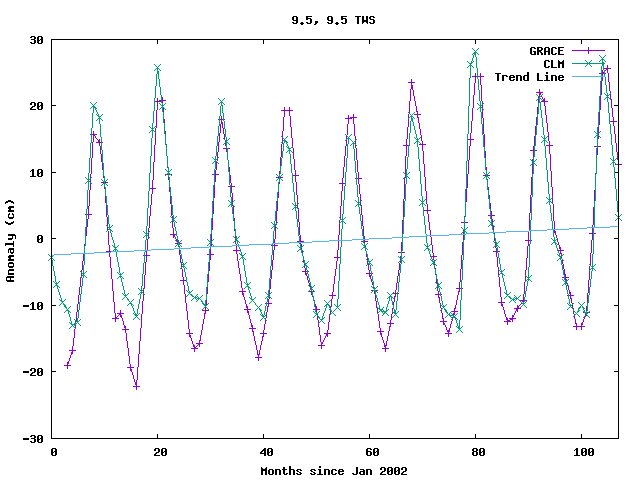 9.5, 9.5 TWS
GRACE
CLM
Trend Line
30
20
10
0
-10
-20
-30
Anomaly (cm)
0 20 40 60 80 100
Months since Jan 2002